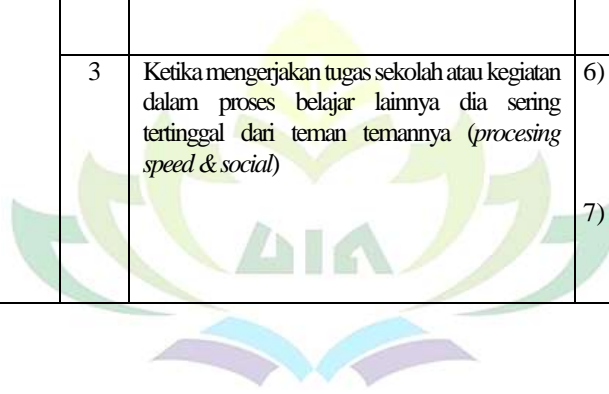 3 Ketika mengerjakan tugas sekolah atau kegiatan 6)
dalam proses belajar lainnya dia sering
tertinggal dari teman temannya (procesing
speed & social)
7)
UIN